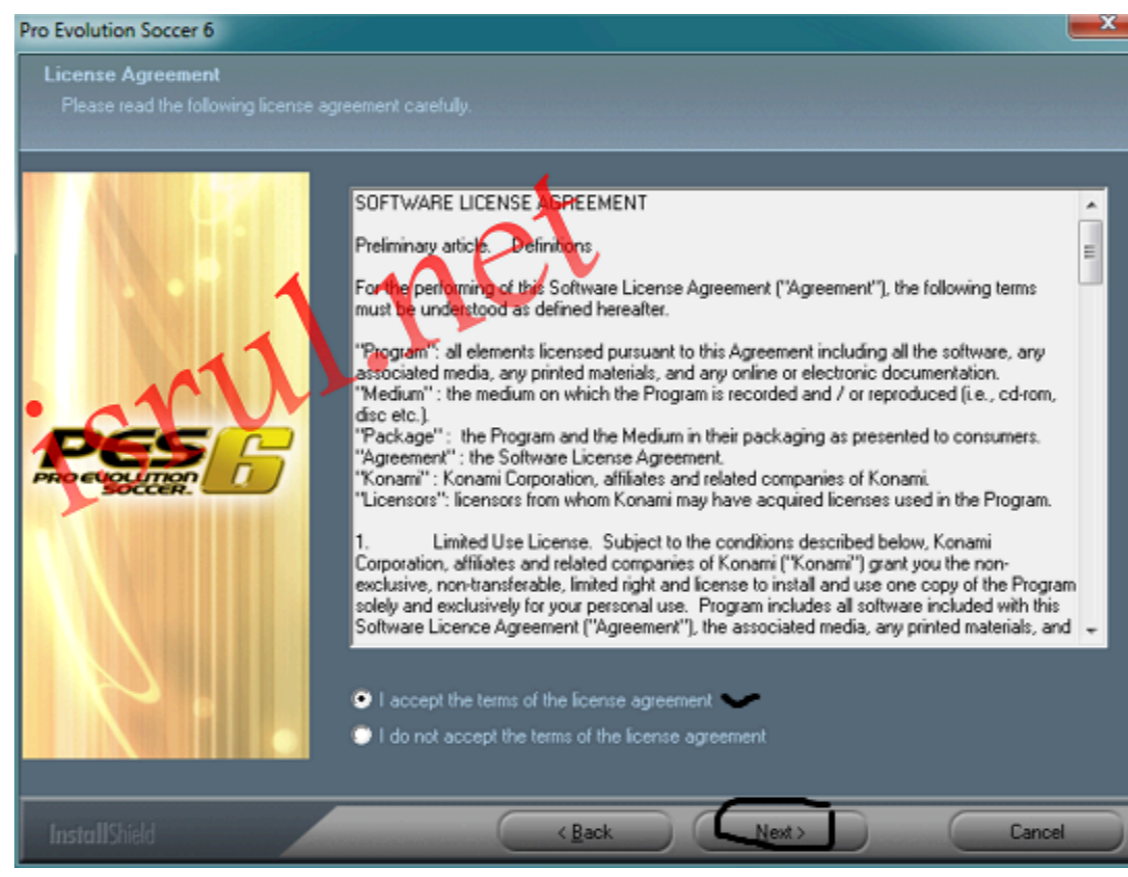 Pro Evolution Soccer 6
License Agreement
Please read the following license agreement carefully.
SOFTWARE LICENSE AGREEMENT
Preliminary article. Definitions
For the performing of this Software License Agreement ("Agreement"), the following terms
must be understood as defined hereafter.
"Program": all elements licensed pursuant to this Agreement including all the software, any
associated media, any printed materials, and any online or electronic documentation.
"Medium" : the medium on which the Program is recorded and / or reproduced (i.e., cd-rom,
disc etc.).
"Package" : the Program and the Medium in their packaging as presented to consumers.
"Agreement" : the Software License Agreement.
"Konami" : Konami Corporation, affiliates and related companies of Konami.
"Licensors": licensors from whom Konami may have acquired licenses used in the Program.
1. Limited Use License. Subject to the conditions described below, Konami
Corporation, affiliates and related companies of Konami ("Konami") grant you the non-
exclusive, non-transferable, limited right and license to install and use one copy of the Program
solely and exclusively for your personal use. Program includes all software included with this
Software Licence Agreement ("Agreement"), the associated media, any printed materials, and
isrul.net
PES 6
PRO EVOLUTION
SOCCER.
I accept the terms of the license agreement
I do not accept the terms of the license agreement
InstallShield
< Back
Next >
Cancel